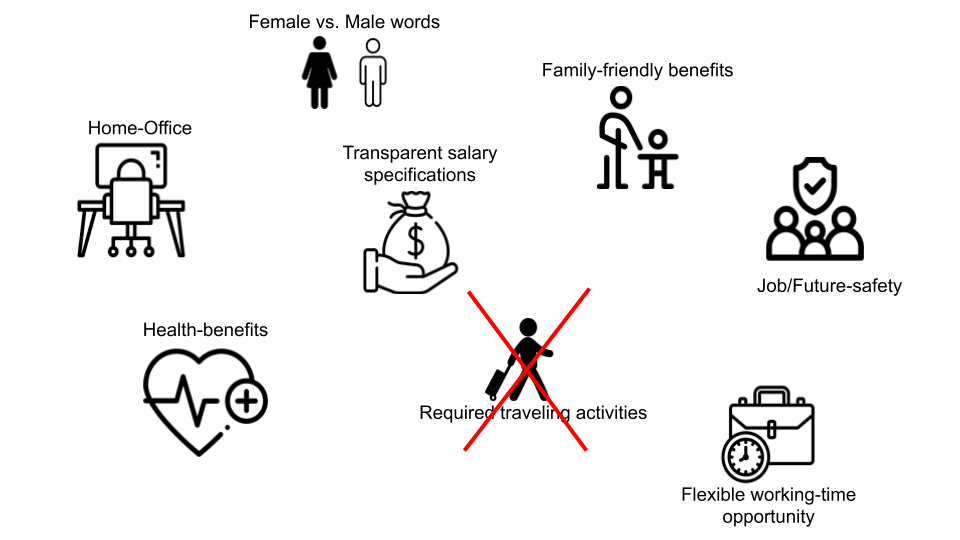 Female vs. Male words
Family-friendly benefits
Home-Office
Transparent salary
specifications
$
Job/Future-safety
Health-benefits
Required traveling activities
Flexible working-time
opportunity